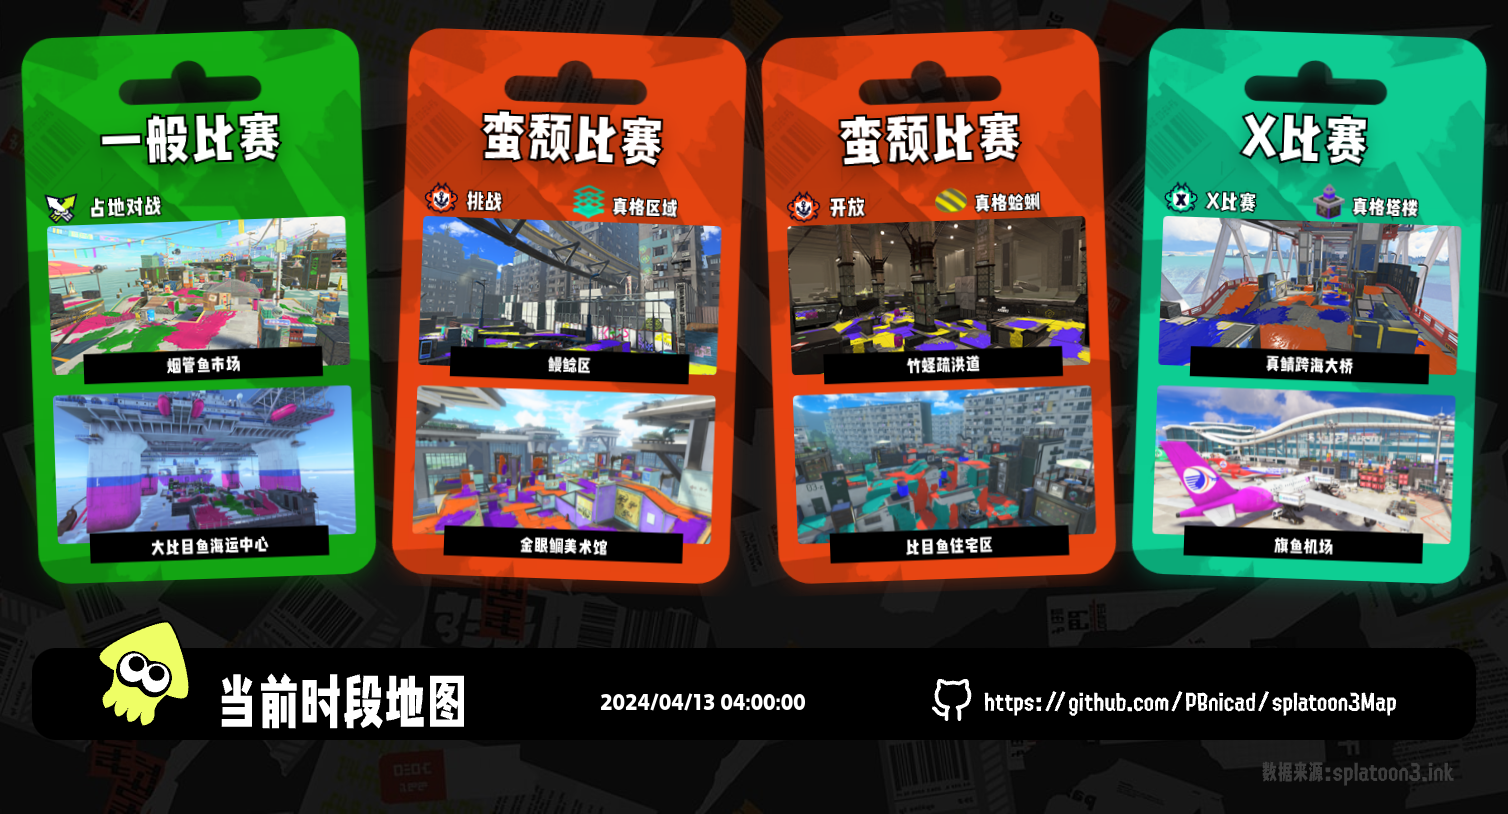 一般比赛
占地对战
烟管鱼市场
大比目鱼海运中心
蛮颓比赛
挑战
真格区域
鳗鲶区
金眼鲷美术馆
蛮颓比赛
开放
真格蛤蜊
竹蛏疏洪道
比目鱼住宅区
X比赛
X比赛
真格塔楼
真鲭跨海大桥
旗鱼机场
当前时段地图
2024/04/13 04:00:00
https://github.com/PBnicad/splatoon3Map
数据来源:splatoon3.ink